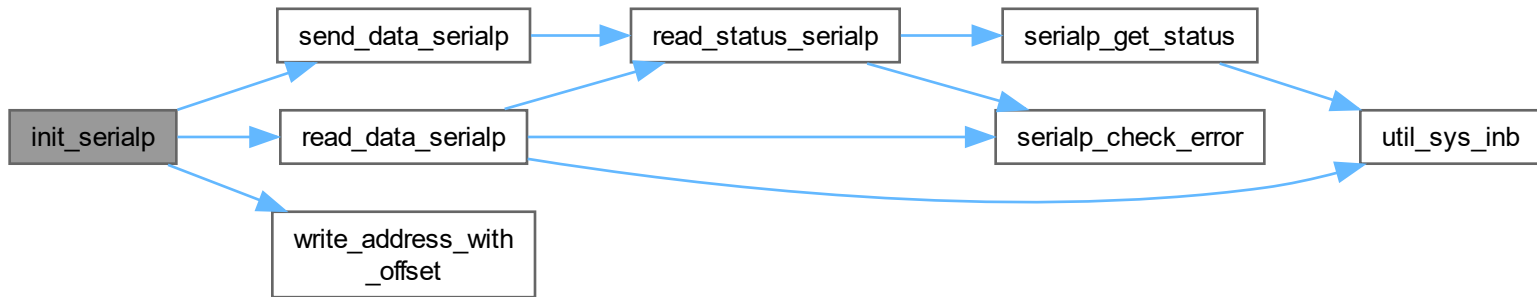 send_data_serialp
read_status_serialp
serialp_get_status
init_serialp
read_data_serialp
serialp_check_error
util_sys_inb
write_address_with
_offset